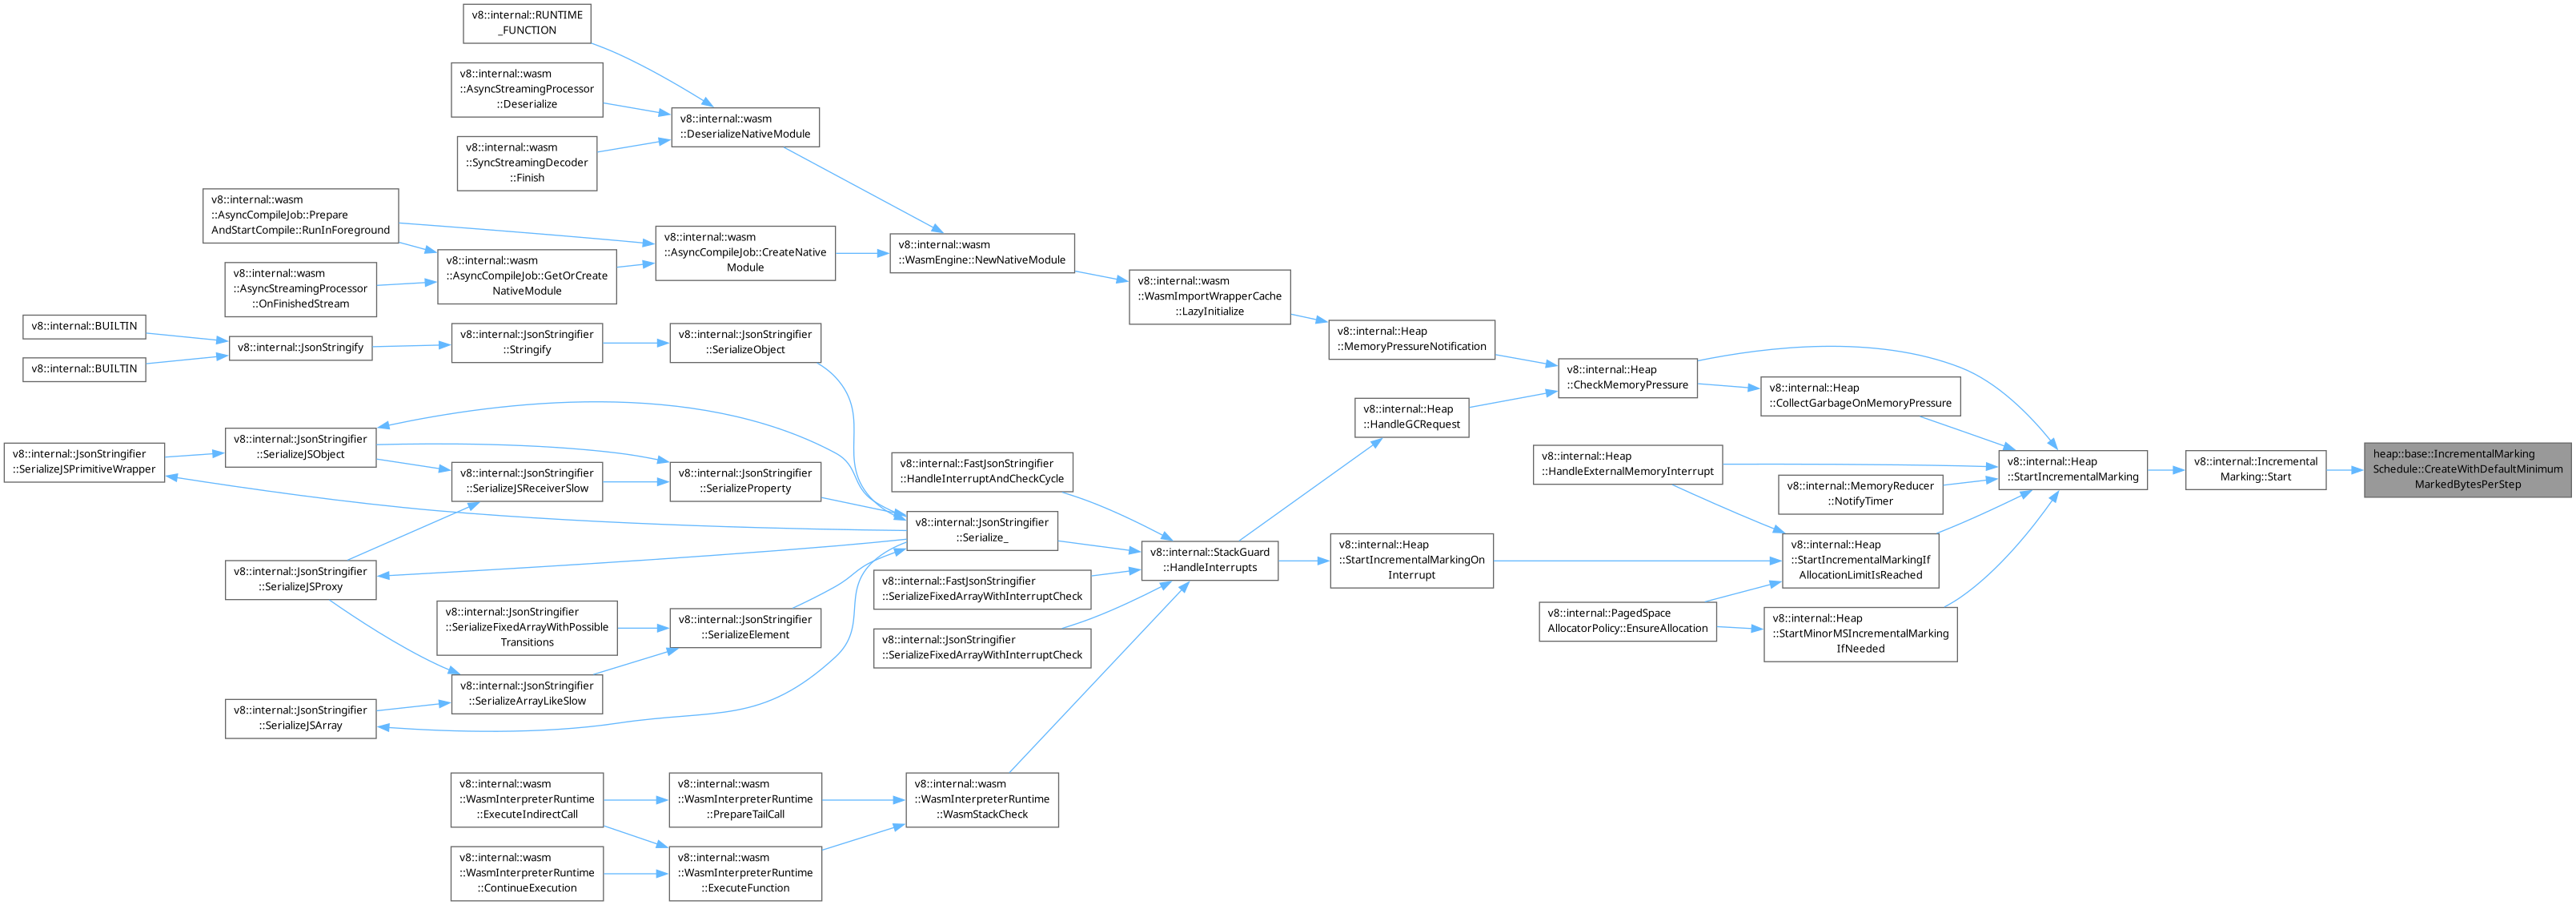 v8::internal::RUNTIME
_FUNCTION
v8::internal::wasm
::AsyncStreamingProcessor
::Deserialize
v8::internal::wasm
::DeserializeNativeModule
v8::internal::wasm
::SyncStreamingDecoder
::Finish
v8::internal::wasm
::AsyncCompileJob::Prepare
AndStartCompile::RunInForeground
v8::internal::wasm
::AsyncCompileJob::CreateNative
Module
v8::internal::wasm
::WasmEngine::NewNativeModule
v8::internal::wasm
::AsyncCompileJob::GetOrCreate
NativeModule
v8::internal::wasm
::AsyncStreamingProcessor
::OnFinishedStream
v8::internal::wasm
::WasmImportWrapperCache
::LazyInitialize
v8::internal::BUILTIN
v8::internal::BUILTIN
v8::internal::JsonStringify
v8::internal::JsonStringifier
::Stringify
v8::internal::JsonStringifier
::SerializeObject
v8::internal::Heap
::MemoryPressureNotification
v8::internal::Heap
::CheckMemoryPressure
v8::internal::Heap
::CollectGarbageOnMemoryPressure
v8::internal::Heap
::HandleGCRequest
v8::internal::JsonStringifier
::SerializeJSPrimitiveWrapper
v8::internal::JsonStringifier
::SerializeJSObject
v8::internal::JsonStringifier
::SerializeJSReceiverSlow
v8::internal::JsonStringifier
::SerializeProperty
v8::internal::FastJsonStringifier
::HandleInterruptAndCheckCycle
v8::internal::Heap
::HandleExternalMemoryInterrupt
v8::internal::MemoryReducer
::NotifyTimer
v8::internal::Heap
::StartIncrementalMarking
v8::internal::Incremental
Marking::Start
heap::base::IncrementalMarking
Schedule::CreateWithDefaultMinimum
MarkedBytesPerStep
v8::internal::JsonStringifier
::Serialize_
v8::internal::StackGuard
::HandleInterrupts
v8::internal::Heap
::StartIncrementalMarkingOn
Interrupt
v8::internal::Heap
::StartIncrementalMarkingIf
AllocationLimitIsReached
v8::internal::JsonStringifier
::SerializeJSProxy
v8::internal::FastJsonStringifier
::SerializeFixedArrayWithInterruptCheck
v8::internal::JsonStringifier
::SerializeFixedArrayWithPossible
Transitions
v8::internal::JsonStringifier
::SerializeElement
v8::internal::JsonStringifier
::SerializeFixedArrayWithInterruptCheck
v8::internal::PagedSpace
AllocatorPolicy::EnsureAllocation
v8::internal::Heap
::StartMinorMSIncrementalMarking
IfNeeded
v8::internal::JsonStringifier
::SerializeArrayLikeSlow
v8::internal::JsonStringifier
::SerializeJSArray
v8::internal::wasm
::WasmInterpreterRuntime
::ExecuteIndirectCall
v8::internal::wasm
::WasmInterpreterRuntime
::PrepareTailCall
v8::internal::wasm
::WasmInterpreterRuntime
::WasmStackCheck
v8::internal::wasm
::WasmInterpreterRuntime
::ContinueExecution
v8::internal::wasm
::WasmInterpreterRuntime
::ExecuteFunction